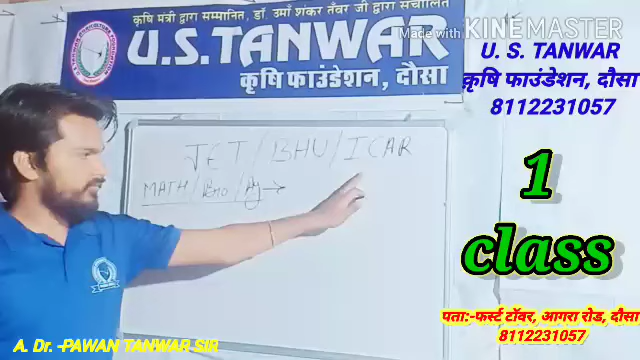 कृषि मंत्री द्वारा सम्मानित, डॉ. उमाँ शंकर तँवर जी द्वारा संचालित
Made with KINEMASTER
U.S. TANWAR
कृषि फाउंडेशन, दौसा
U. S. TANWAR
कृषि फाउंडेशन, दौसा
8112231057
JET/BHU/ICAR
MATH/Bio/Ag→
1
class
पता:-फर्स्ट टॉवर, आगरा रोड, दौसा
8112231057
A. Dr. -PAWAN TANWAR SIR